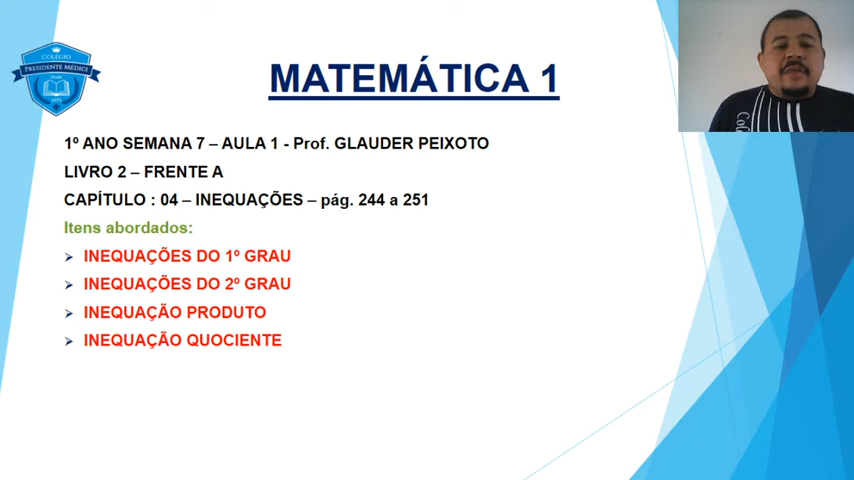 COLÉGIO
PRESIDENTE MÉDICI
MATEMÁTICA 1
1º ANO SEMANA 7 – AULA 1 - Prof. GLAUDER PEIXOTO
LIVRO 2 – FRENTE A
CAPÍTULO : 04 – INEQUAÇÕES – pág. 244 a 251
Itens abordados:
INEQUAÇÕES DO 1º GRAU
INEQUAÇÕES DO 2º GRAU
INEQUAÇÃO PRODUTO
INEQUAÇÃO QUOCIENTE